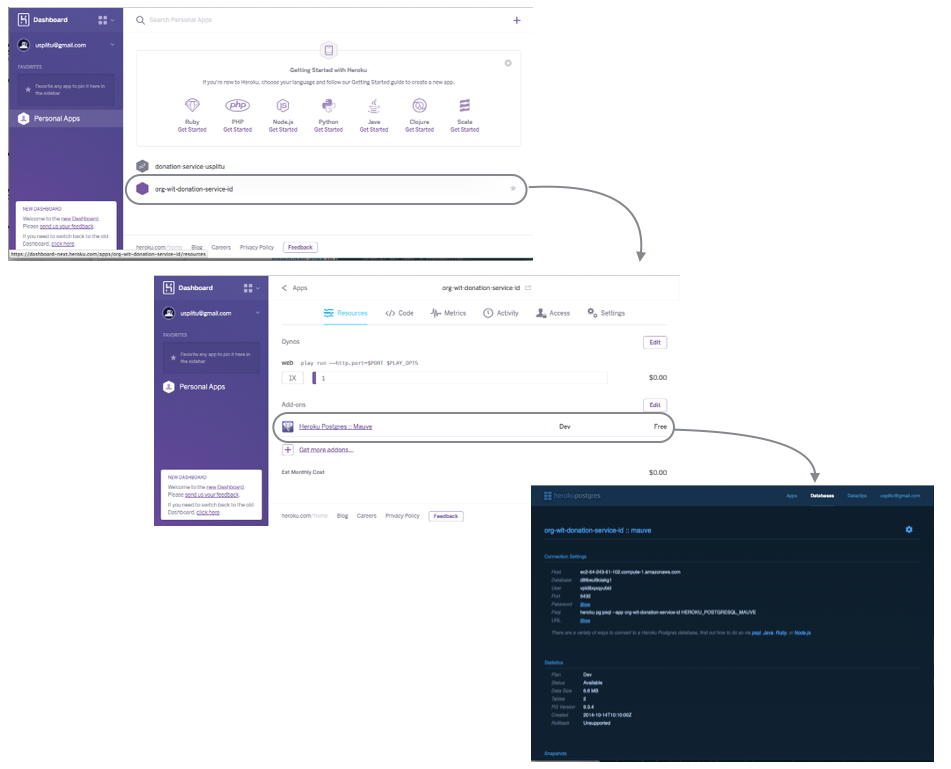 Dashboard
Search Personal Apps
usplitu@gmail.com
FAVORITES
Favorite any app to pin it here in
the sidebar
Personal Apps
Getting Started with Heroku
If you're new to Heroku, choose your language and follow our Getting Started guide to create a new app.
Ruby PHP Node.js Python Java Clojure Scala
Get Started Get Started Get Started Get Started Get Started Get Started Get Started
donation-service-usplitu
org-wit-donation-service-id
NEW DASHBOARD
Welcome to the new Dashboard.
Please send us your feedback.
If you need to switch back to the old
Dashboard, click here
heroku.com/home Blog Careers Privacy Policy Feedback
https://dashboard-next.heroku.com/apps/org-wit-donation-service-id/resources
Dashboard
usplitu@gmail.com
FAVORITES
Favorite any app to pin it here in
the sidebar
Personal Apps
NEW DASHBOARD
Welcome to the new Dashboard.
Please send us your feedback.
If you need to switch back to the old
Dashboard, click here
Apps org-wit-donation-service-id
Resources Code Metrics Activity Access Settings
Dynos Edit
web play run --http.port=$PORT $PLAY_OPTS
1X 1 $0.00
Add-ons Edit
Heroku Postgres :: Mauve Dev Free
Get more addons...
Est Monthly Cost $0.00
heroku.com/home Blog Careers Privacy Policy Feedback
herokupostgres Apps Databases Dataclips usplitu@gmail.com
org-wit-donation-service-id :: mauve
Connection Settings
Host ec2-54-243-51-102.compute-1.amazonaws.com
Database
User
Port 5432
Password Show
Psql heroku pg:psql --app org-wit-donation-service-id HEROKU_POSTGRESQL_MAUVE
URL Show
There are a variety of ways to connect to a Heroku Postgres database, find out how to do so via psql, Java, Ruby, or Node.js
Statistics
Plan Dev
Status Available
Data Size 6.6 MB
Tables 2
PG Version 9.3.4
Created 2014-10-14T10:10:00Z
Rollback Unsupported
Snapshots